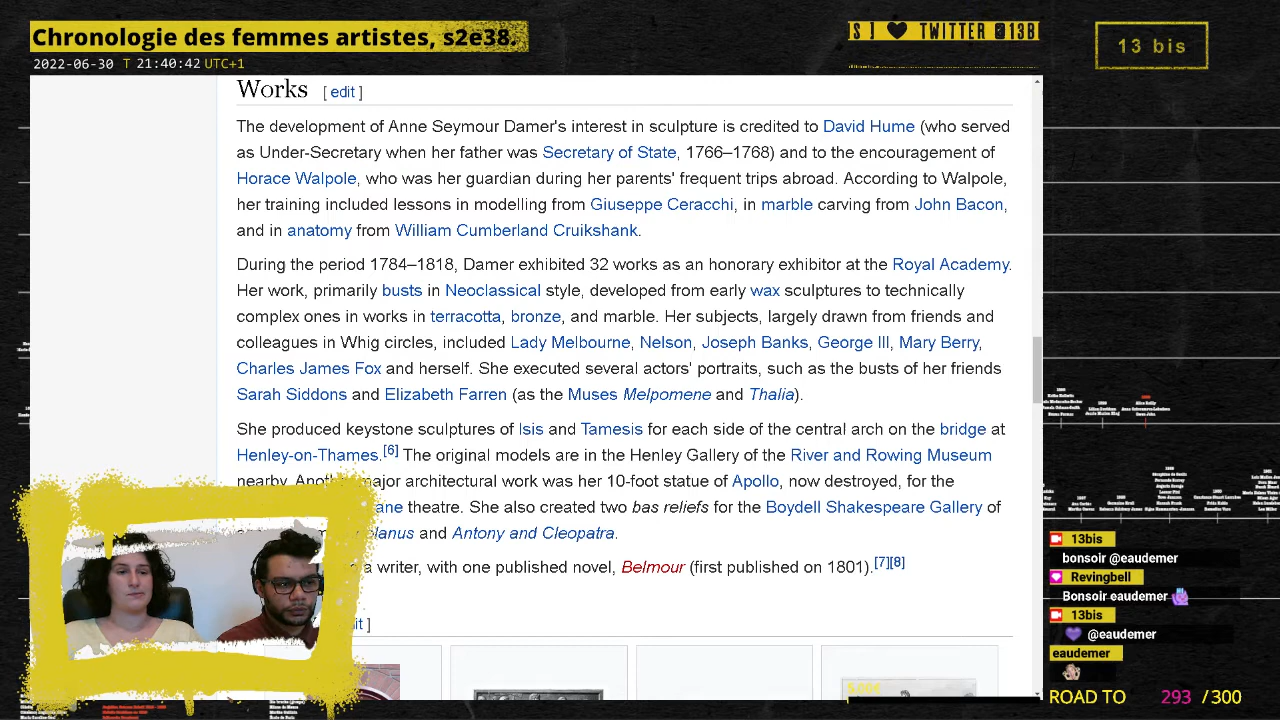 Chronologie des femmes artistes, s2e38.
2022-06-30 T 21:40:42 UTC+1
TWITTER @13B
13 bis
Works [ edit ]
The development of Anne Seymour Damer's interest in sculpture is credited to David Hume (who served
as Under-Secretary when her father was Secretary of State, 1766–1768) and to the encouragement of
Horace Walpole, who was her guardian during her parents' frequent trips abroad. According to Walpole,
her training included lessons in modelling from Giuseppe Ceracchi, in marble carving from John Bacon,
and in anatomy from William Cumberland Cruikshank.
During the period 1784–1818, Damer exhibited 32 works as an honorary exhibitor at the Royal Academy.
Her work, primarily busts in Neoclassical style, developed from early wax sculptures to technically
complex ones in works in terracotta, bronze, and marble. Her subjects, largely drawn from friends and
colleagues in Whig circles, included Lady Melbourne, Nelson, Joseph Banks, George III, Mary Berry,
Charles James Fox and herself. She executed several actors' portraits, such as the busts of her friends
Sarah Siddons and Elizabeth Farren (as the Muses Melpomene and Thalia).
She produced keystone sculptures of Isis and Tamesis for each side of the central arch on the bridge at
Henley-on-Thames.[6] The original models are in the Henley Gallery of the River and Rowing Museum
nearby. major architectural work was her 10-foot statue of Apollo, now destroyed, for the
She also created two bas reliefs for the Boydell Shakespeare Gallery of
and Antony and Cleopatra.
a writer, with one published novel, Belmour (first published on 1801).[7][8]
]
13bis
bonsoir @eaudemer
Revingbell
Bonsoir eaudemer
13bis
@eaudemer
eaudemer
ROAD TO 293 / 300